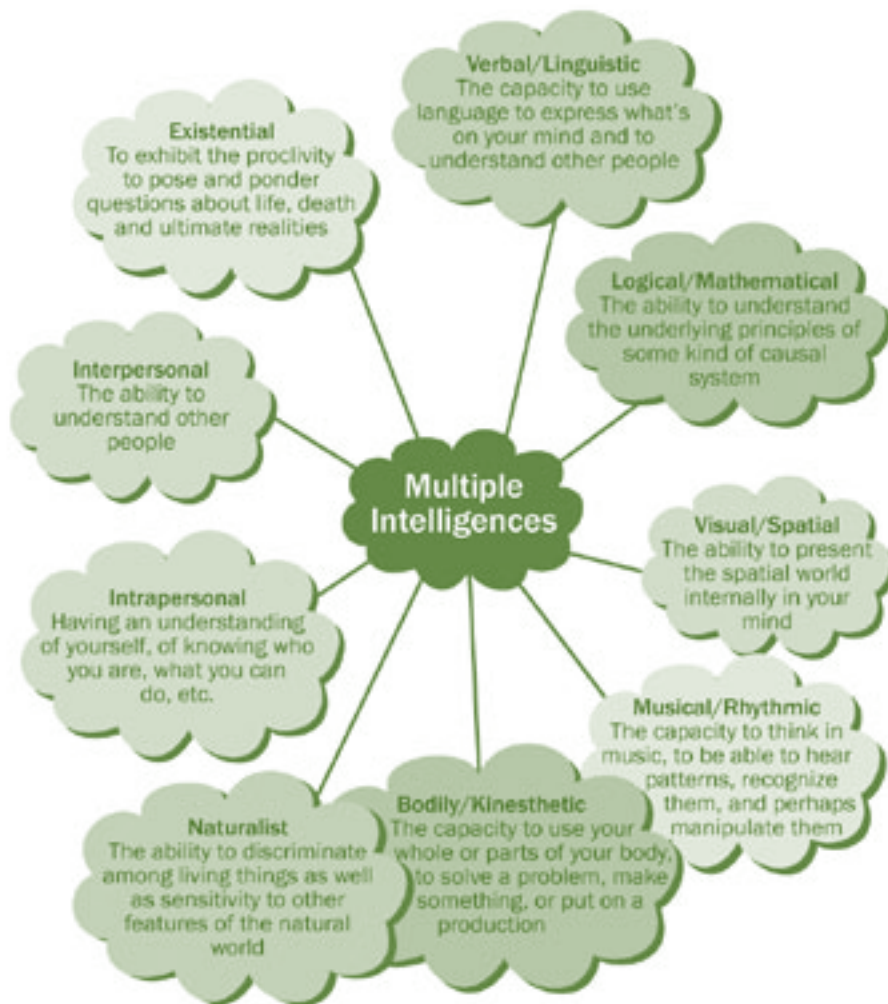 Verbal/Linguistic
The capacity to use
language to express what's
on your mind and to
understand other people
Existential
To exhibit the proclivity
to pose and ponder
questions about life, death
and ultimate realities
Logical/Mathematical
The ability to understand
the underlying principles of
some kind of causal
system
Interpersonal
The ability to
understand other
people
Multiple
Intelligences
Visual/Spatial
The ability to present
the spatial world
internally in your
mind
Intrapersonal
Having an understanding
of yourself, of knowing who
you are, what you can
do, etc.
Musical/Rhythmic
The capacity to think in
music, to be able to hear
patterns, recognize
them, and perhaps
manipulate them
Bodily/Kinesthetic
The capacity to use your
whole or parts of your body,
to solve a problem, make
something, or put on a
production
Naturalist
The ability to discriminate
among living things as well
as sensitivity to other
features of the natural
world